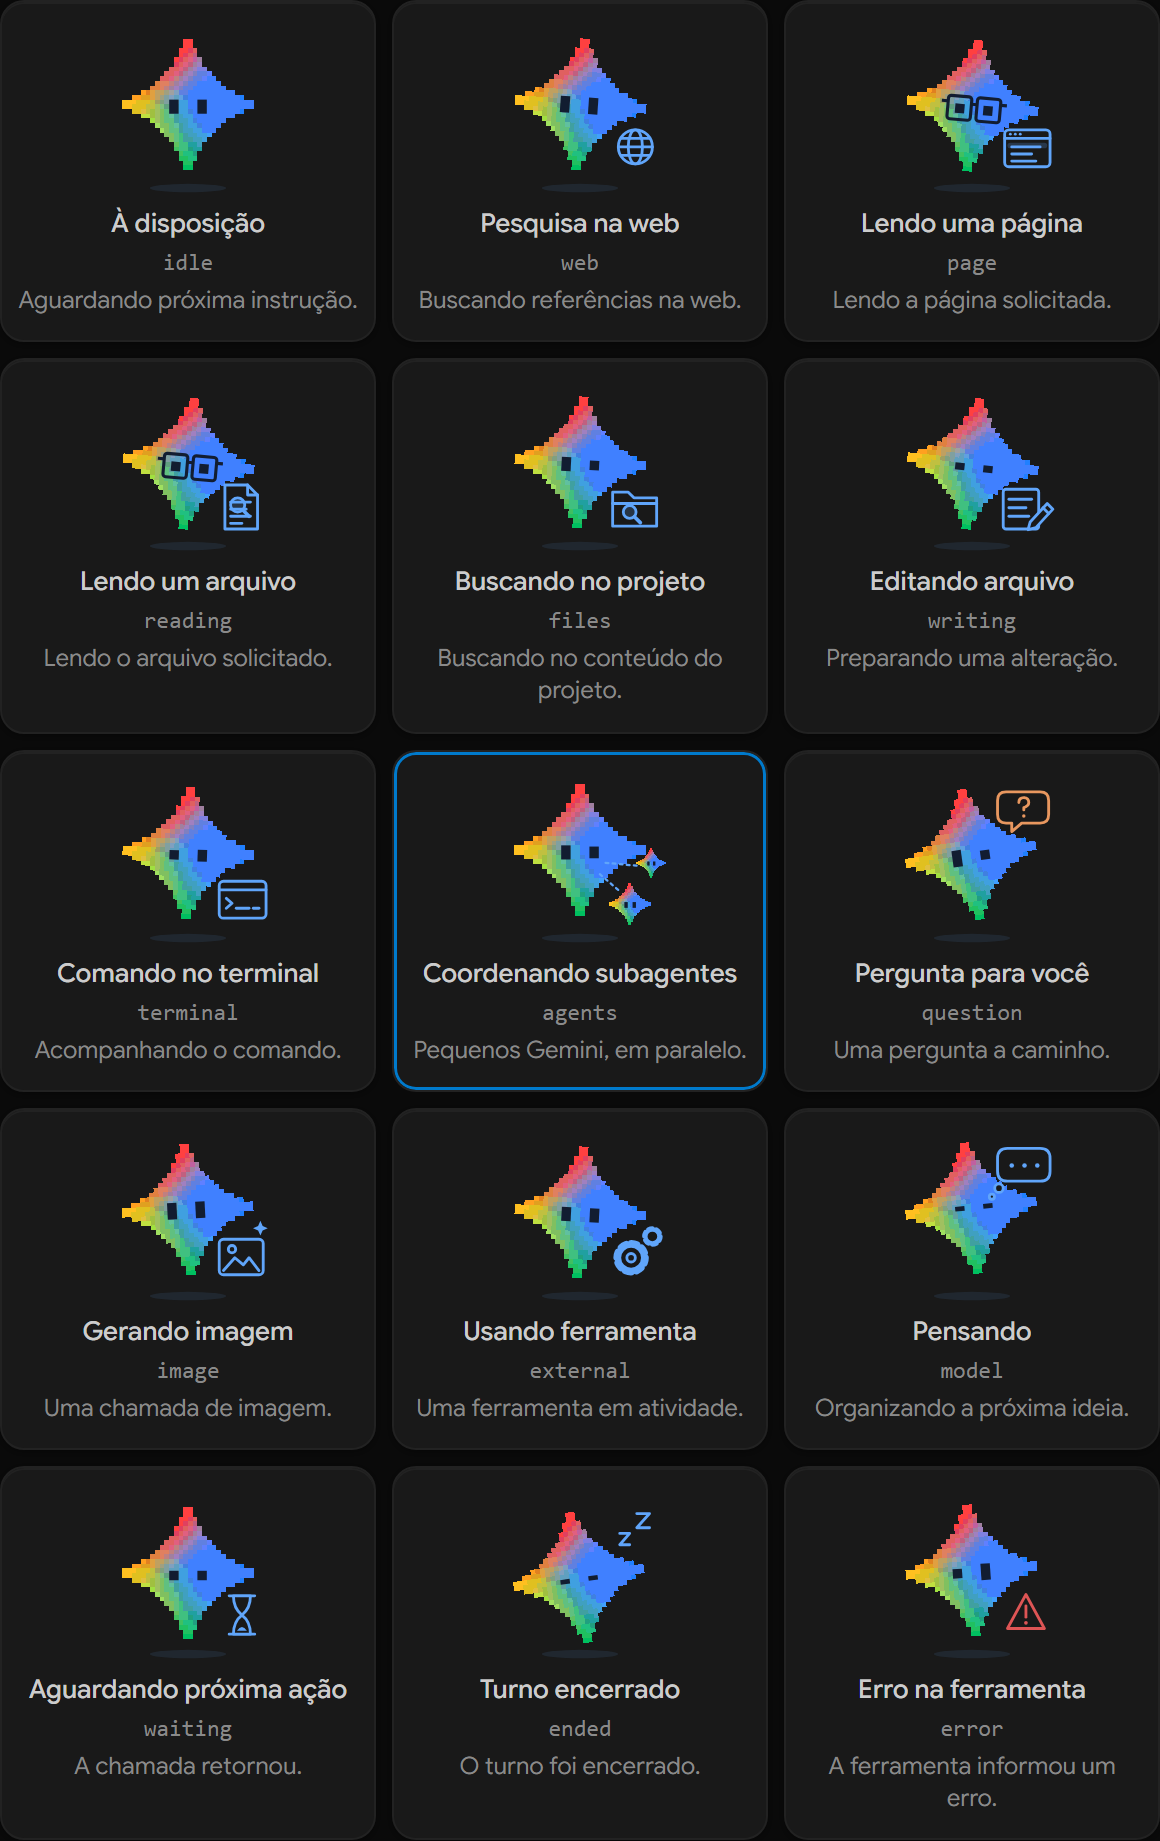 À disposição
idle
Aguardando próxima instrução.
Pesquisa na web
web
Buscando referências na web.
Lendo uma página
page
Lendo a página solicitada.
Lendo um arquivo
reading
Lendo o arquivo solicitado.
Buscando no projeto
files
Buscando no conteúdo do
projeto.
Editando arquivo
writing
Preparando uma alteração.
Comando no terminal
terminal
Acompanhando o comando.
Coordenando subagentes
agents
Pequenos Gemini, em paralelo.
?
Pergunta para você
question
Uma pergunta a caminho.
Gerando imagem
image
Uma chamada de imagem.
Usando ferramenta
external
Uma ferramenta em atividade.
Pensando
model
Organizando a próxima ideia.
Aguardando próxima ação
waiting
A chamada retornou.
z Z
Turno encerrado
ended
O turno foi encerrado.
!
Erro na ferramenta
error
A ferramenta informou um
erro.